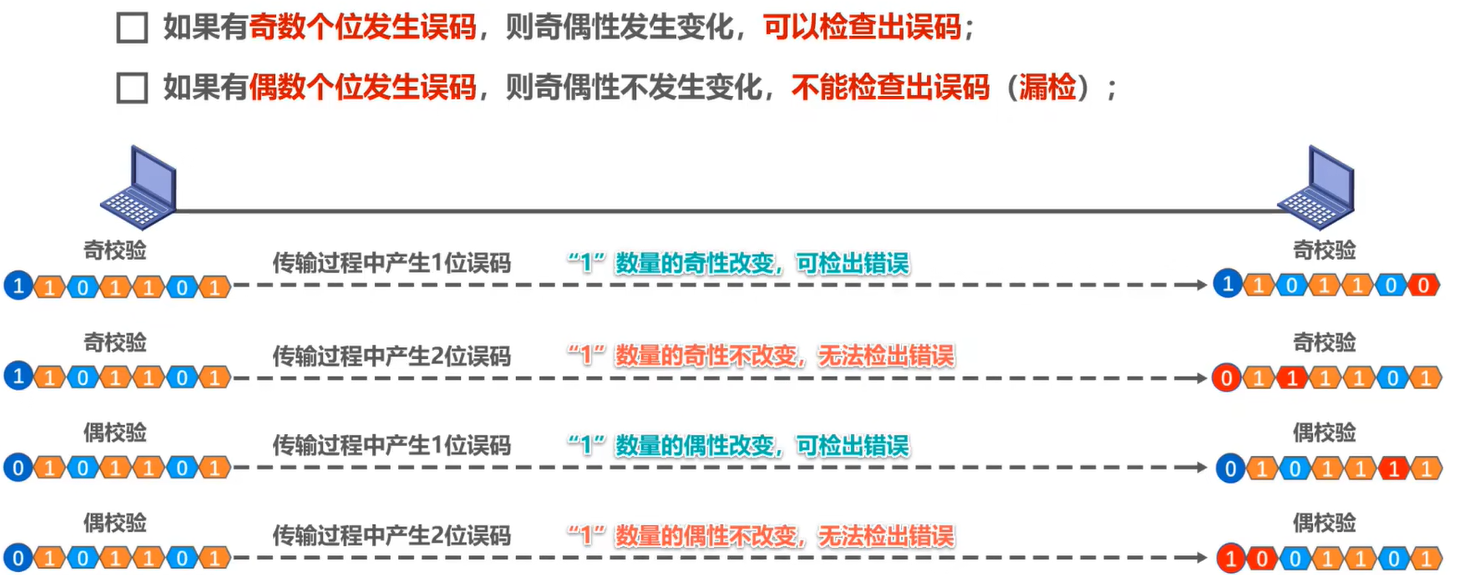 如果有奇数个位发生误码，则奇偶性发生变化，可以检查出误码；
如果有偶数个位发生误码，则奇偶性不发生变化，不能检查出误码（漏检）；
奇校验 奇校验
传输过程中产生1位误码 “1”数量的奇性改变，可检出错误
1 1 0 1 1 0 1 1 1 0 1 1 0 0
奇校验 奇校验
传输过程中产生2位误码 “1”数量的奇性不改变，无法检出错误
1 1 0 1 1 0 1 0 1 1 1 1 0 1
偶校验 偶校验
传输过程中产生1位误码 “1”数量的偶性改变，可检出错误
0 1 0 1 1 0 1 0 1 0 1 1 1 1
偶校验 偶校验
传输过程中产生2位误码 “1”数量的偶性不改变，无法检出错误
0 1 0 1 1 0 1 1 0 0 1 1 0 1